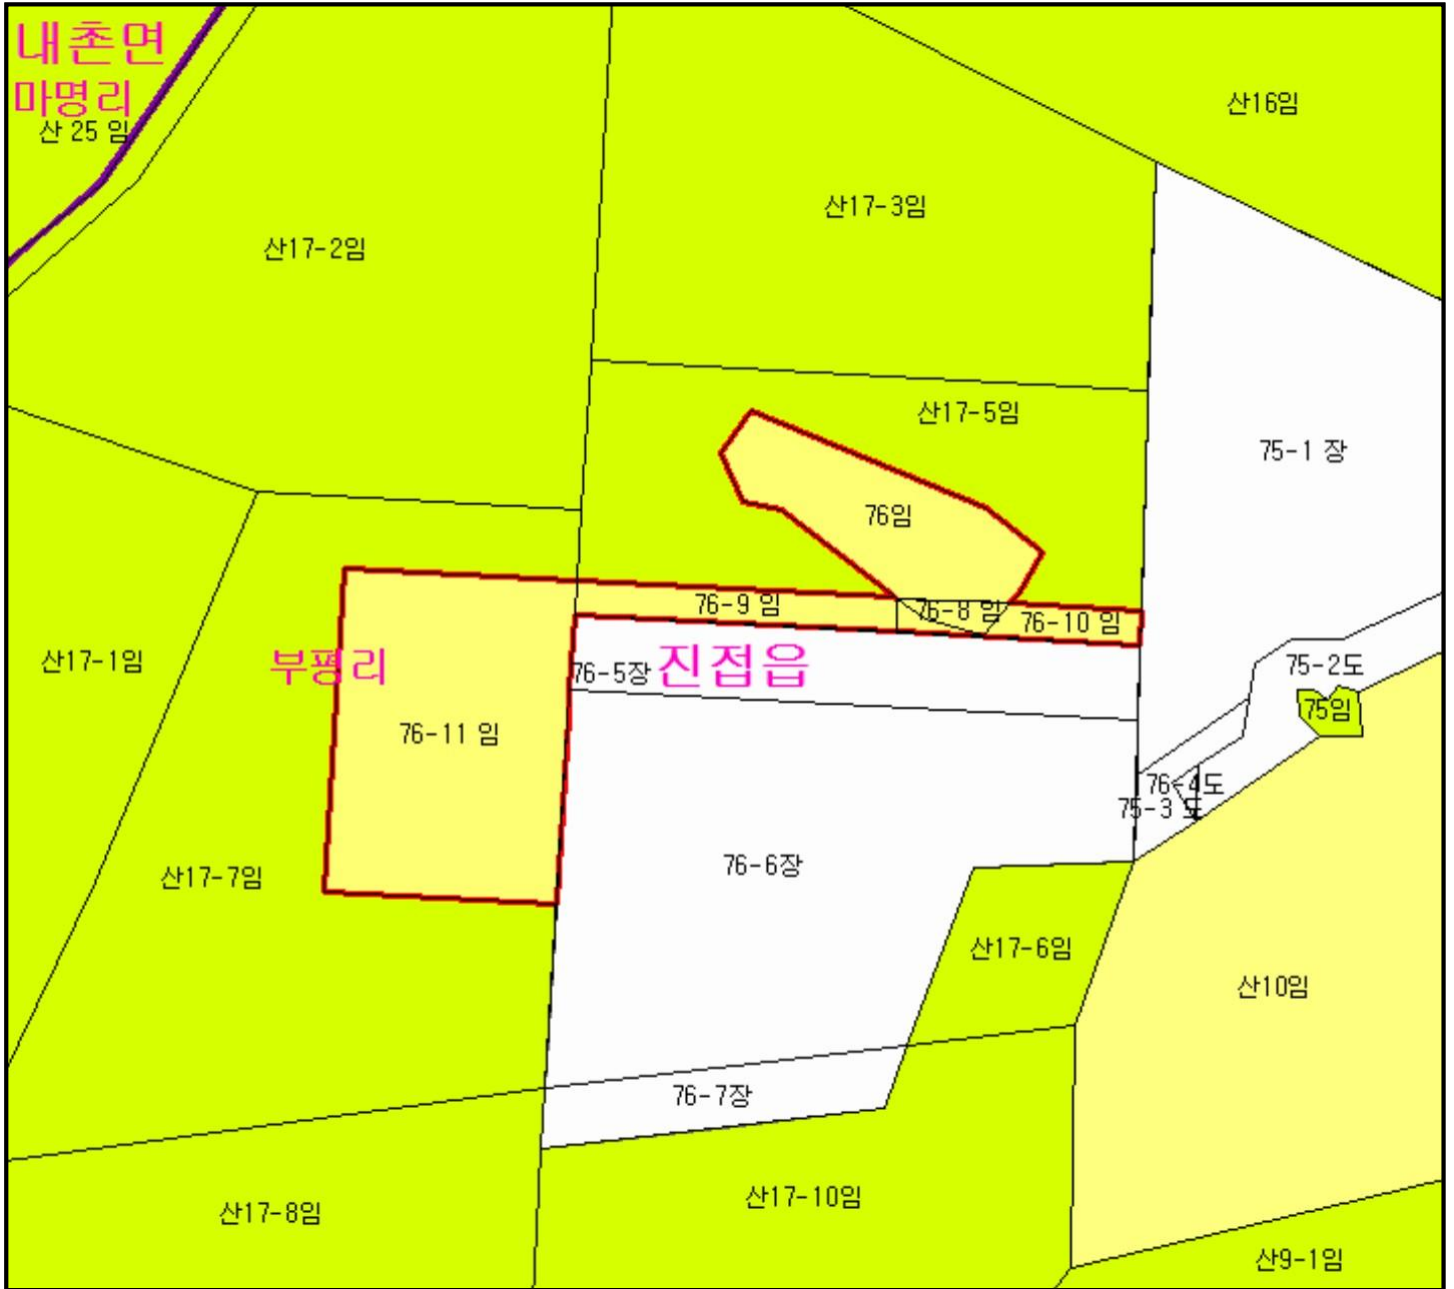 내촌면
마명리
산 25 임
산16임
산17-3임
산17-2임
산17-5임
75-1 장
76임
76-9 임
76-8 임
76-10 임
산17-1임
부평리
76-5장
진접읍
75-2도
75임
76-11 임
76-4도
75-3 도
76-6장
산17-7임
산17-6임
산10임
76-7장
산17-8임
산17-10임
산9-1임